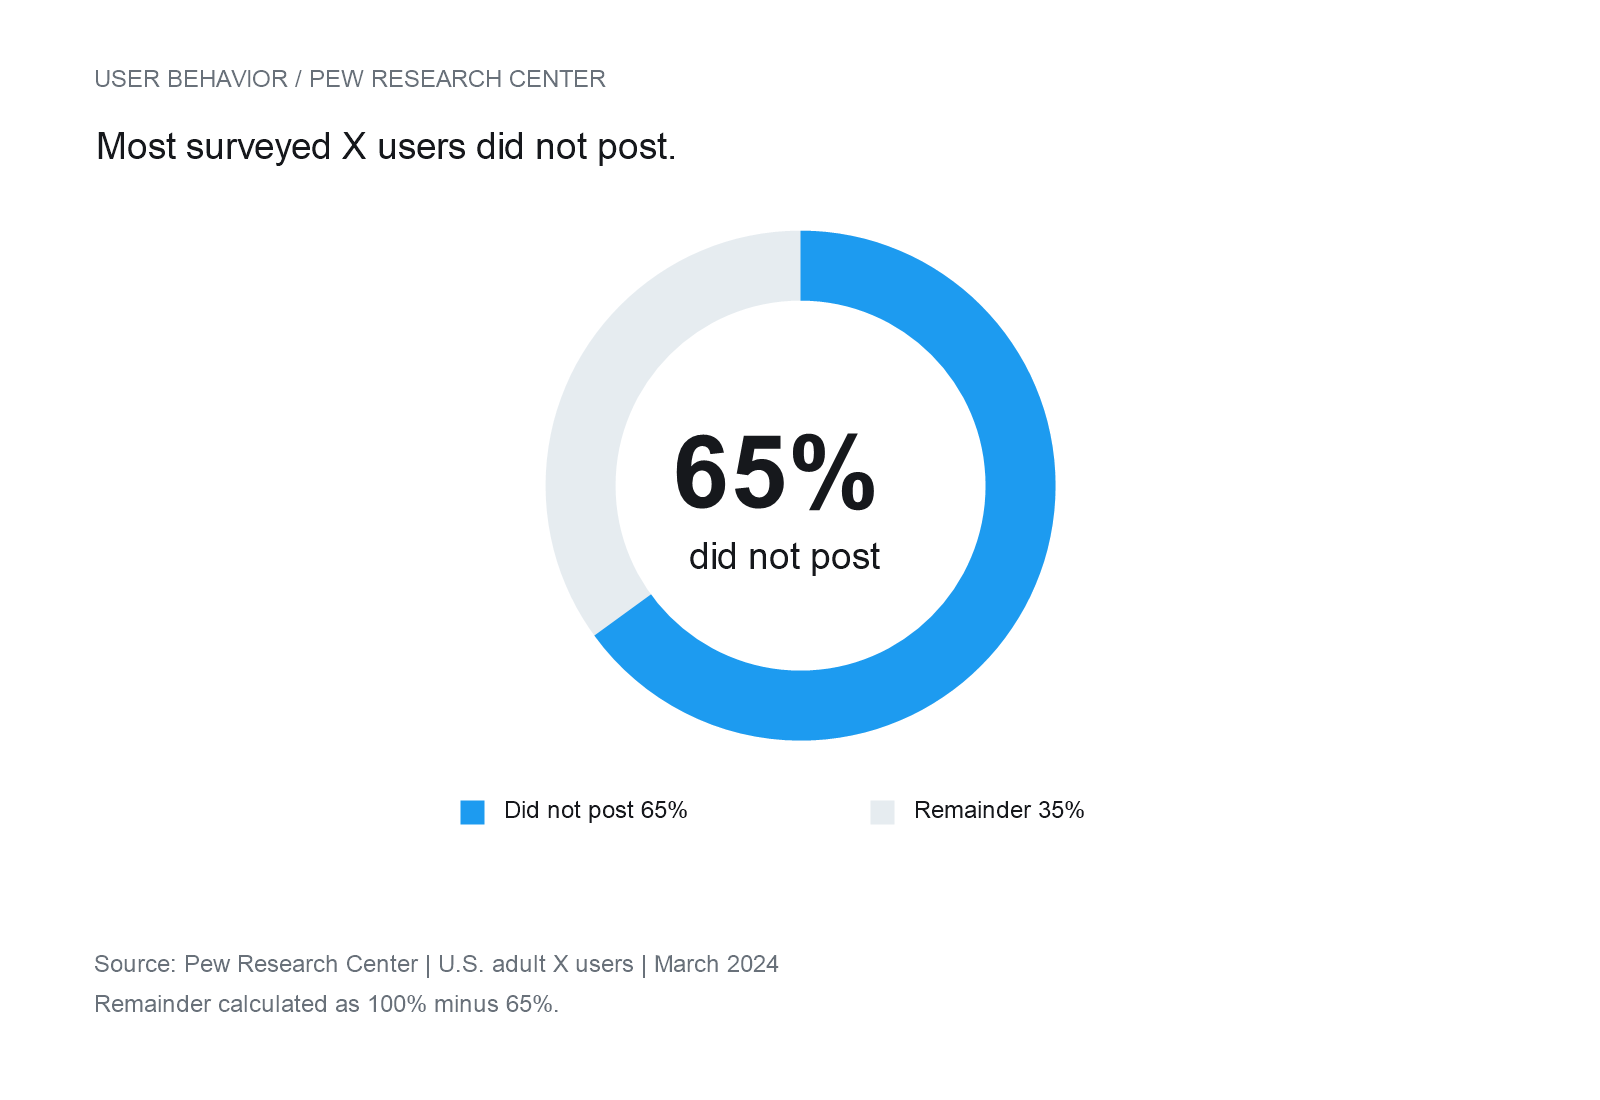 USER BEHAVIOR / PEW RESEARCH CENTER
Most surveyed X users did not post.
65%
did not post
Did not post 65%
Remainder 35%
Source: Pew Research Center | U.S. adult X users | March 2024
Remainder calculated as 100% minus 65%.